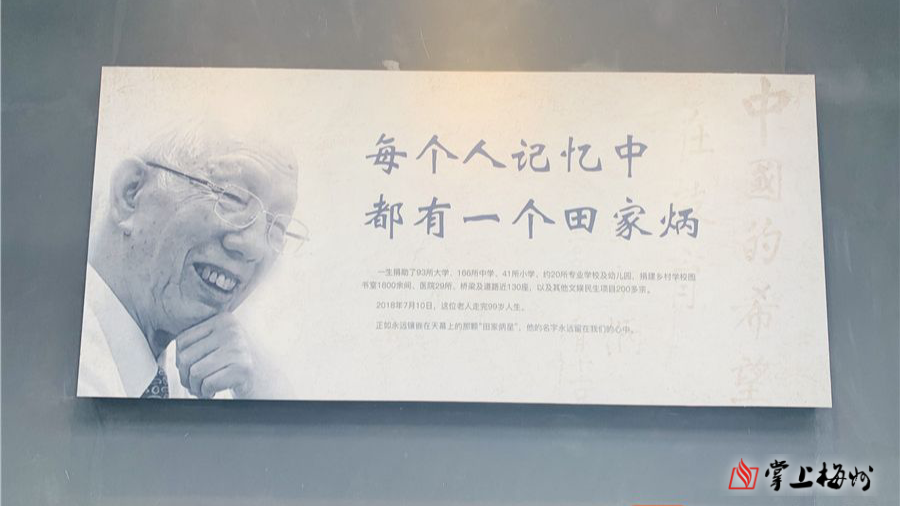 每个人记忆中
都有一个田家炳
一生捐助了93所大学、166所中学、41所小学、约20所专业学校及幼儿园,捐建乡村学校图
书室1800余间、医院29所、桥梁及道路近130座,以及其他文娱民生项目200多宗。
2018年7月10日,这位老人走完99岁人生。
正如永远镶嵌在天幕上的那颗“田家炳星”,他的名字永远留在我们的心中。
中國的希望
掌上梅州